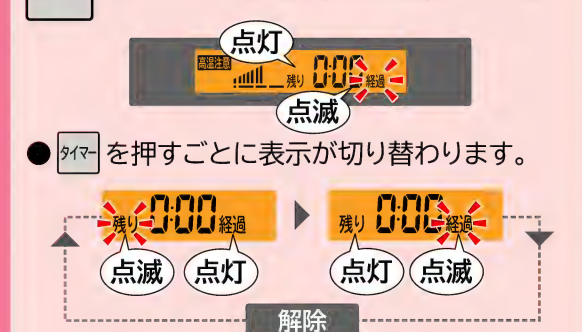 点灯
高温注意 残り 0:00 経過
点滅
● タイマー を押すごとに表示が切り替わります。
残り 0:00 経過 ▶ 残り 0:00 経過
点滅 点灯 点灯 点滅
解除